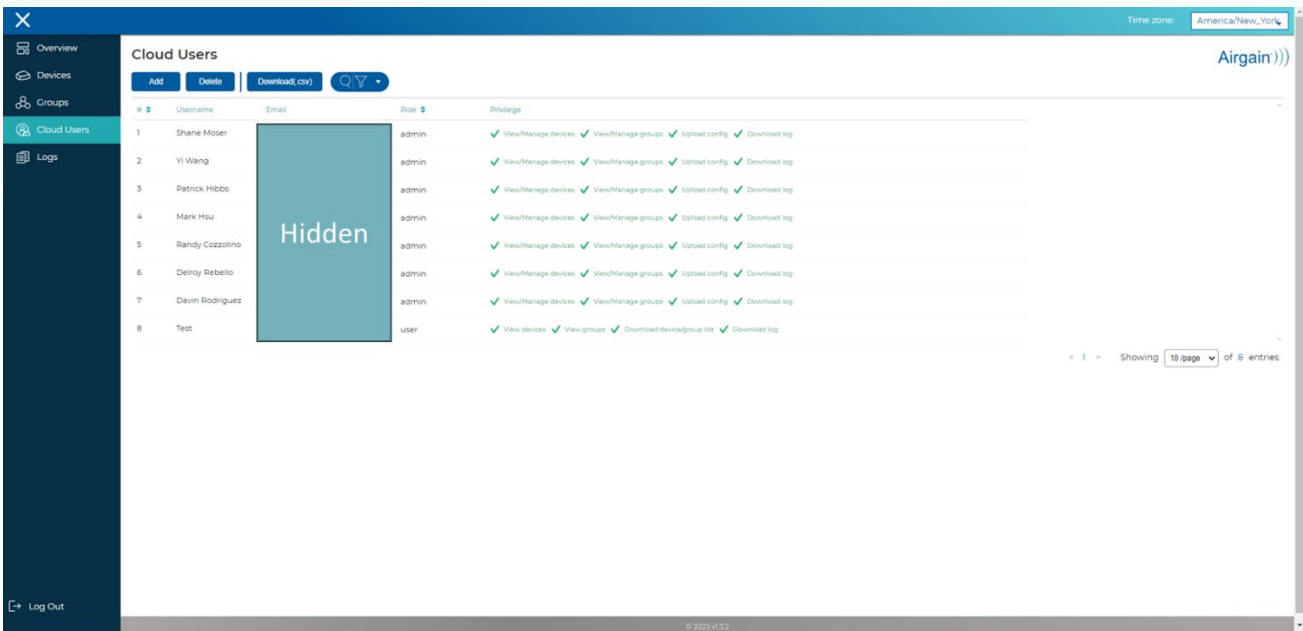 Time zone: America/New_York
Overview
Devices
Groups
Cloud Users
Logs
Log Out
Cloud Users
Airgain
Add Delete Download(.csv)
# Username Email Role Privilege
1 Shane Moser admin View/Manage devices View/Manage groups Upload config Download log
2 Yi Wang admin View/Manage devices View/Manage groups Upload config Download log
3 Patrick Hibbs admin View/Manage devices View/Manage groups Upload config Download log
4 Mark Hsu admin View/Manage devices View/Manage groups Upload config Download log
5 Randy Cozzolino admin View/Manage devices View/Manage groups Upload config Download log
6 Delroy Rebello admin View/Manage devices View/Manage groups Upload config Download log
7 Davin Rodriguez admin View/Manage devices View/Manage groups Upload config Download log
8 Test user View devices View groups Download device/group list Download log
Hidden
< 1 > Showing 10 /page of 8 entries.
© 2023 v1.3.2